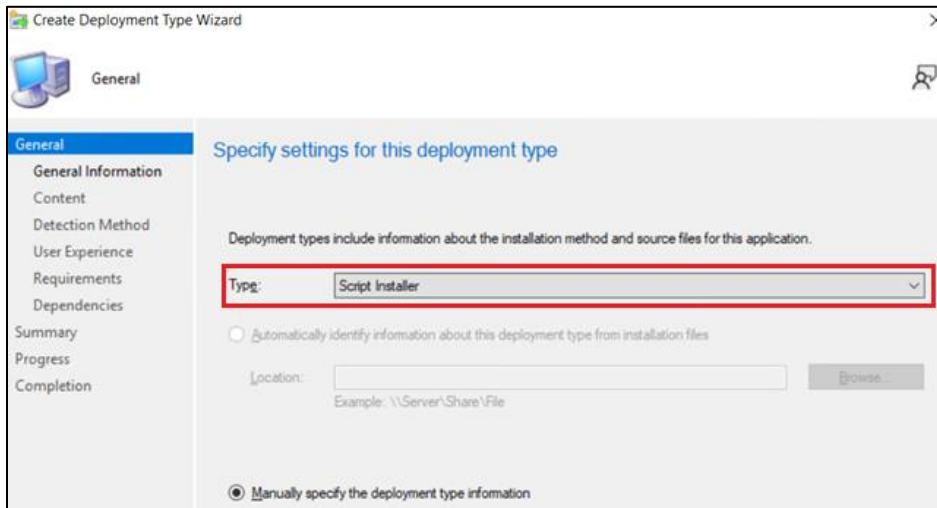 Create Deployment Type Wizard
General
General
General Information
Content
Detection Method
User Experience
Requirements
Dependencies
Summary
Progress
Completion
Specify settings for this deployment type
Deployment types include information about the installation method and source files for this application.
Type: Script Installer
Automatically identify information about this deployment type from installation files
Location: Browse...
Example: \\Server\Share\File
Manually specify the deployment type information